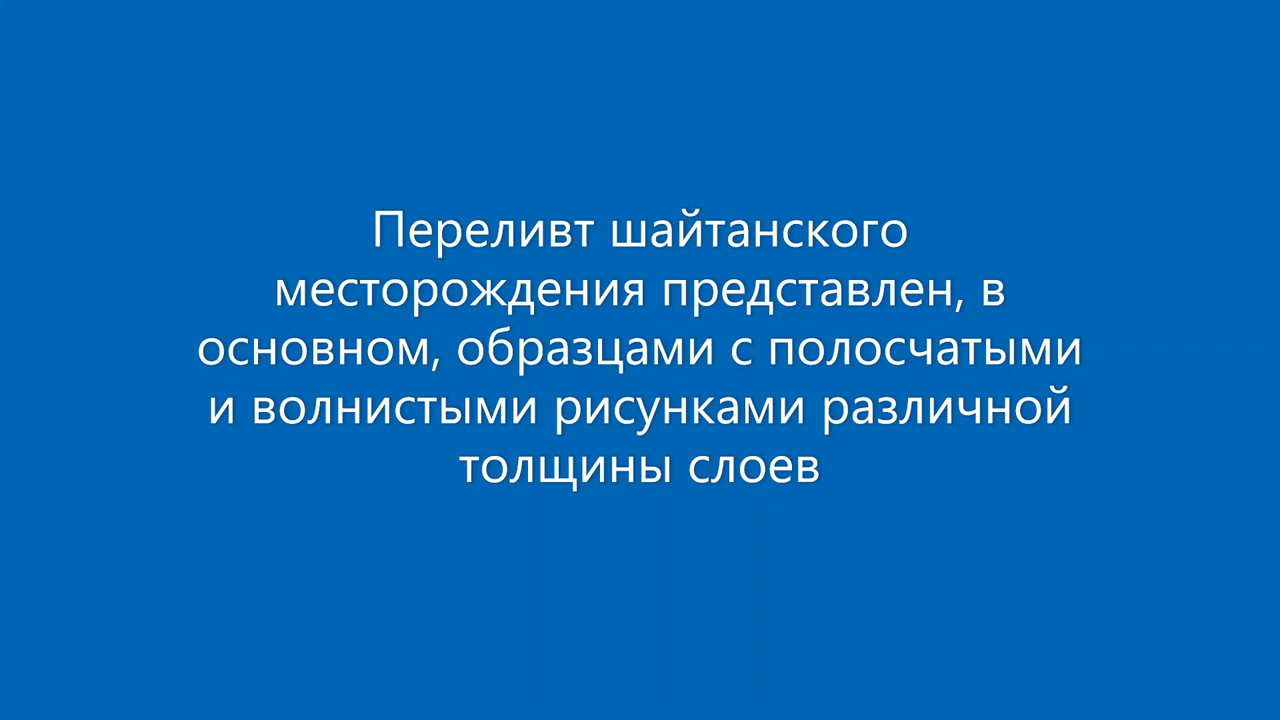 Переливт шайтанского
месторождения представлен, в
основном, образцами с полосчатыми
и волнистыми рисунками различной
толщины слоев